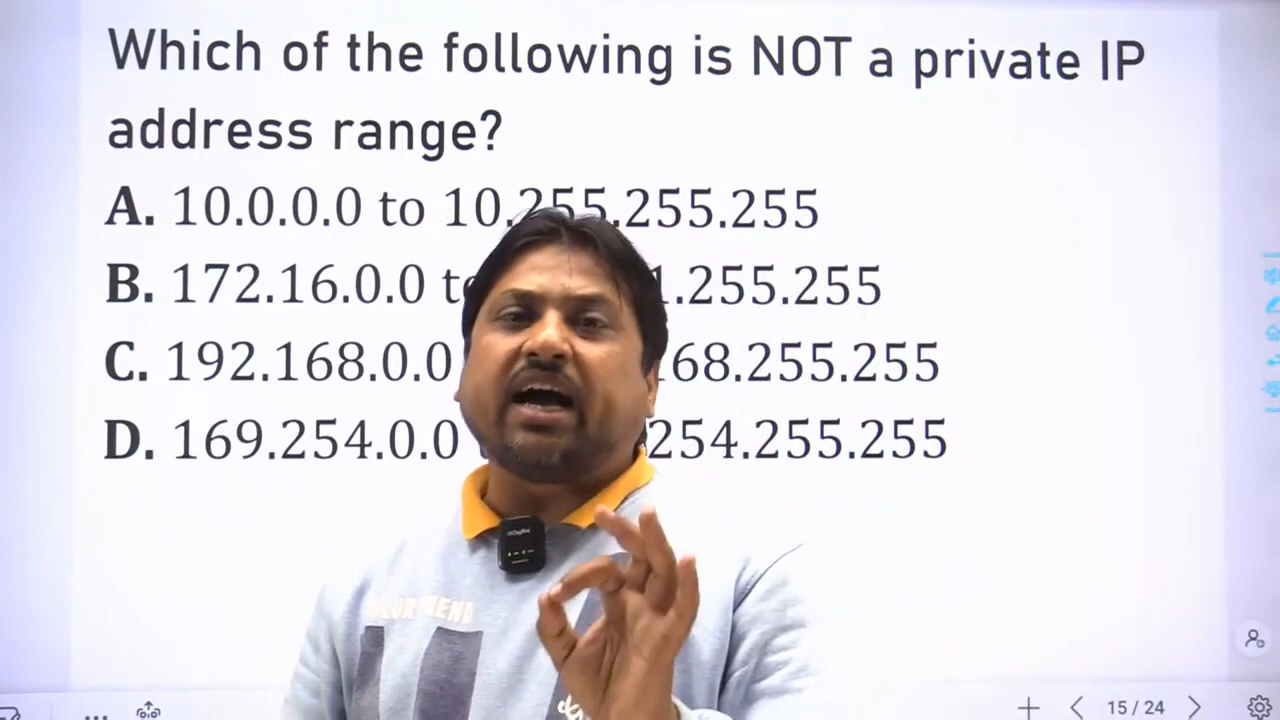 Which of the following is NOT a private IP
address range?
A. 10.0.0.0 to 10.255.255.255
B. 172.16.0.0 .255.255
C. 192.168.0.0 68.255.255
D. 169.254.0.0 254.255.255
15 / 24